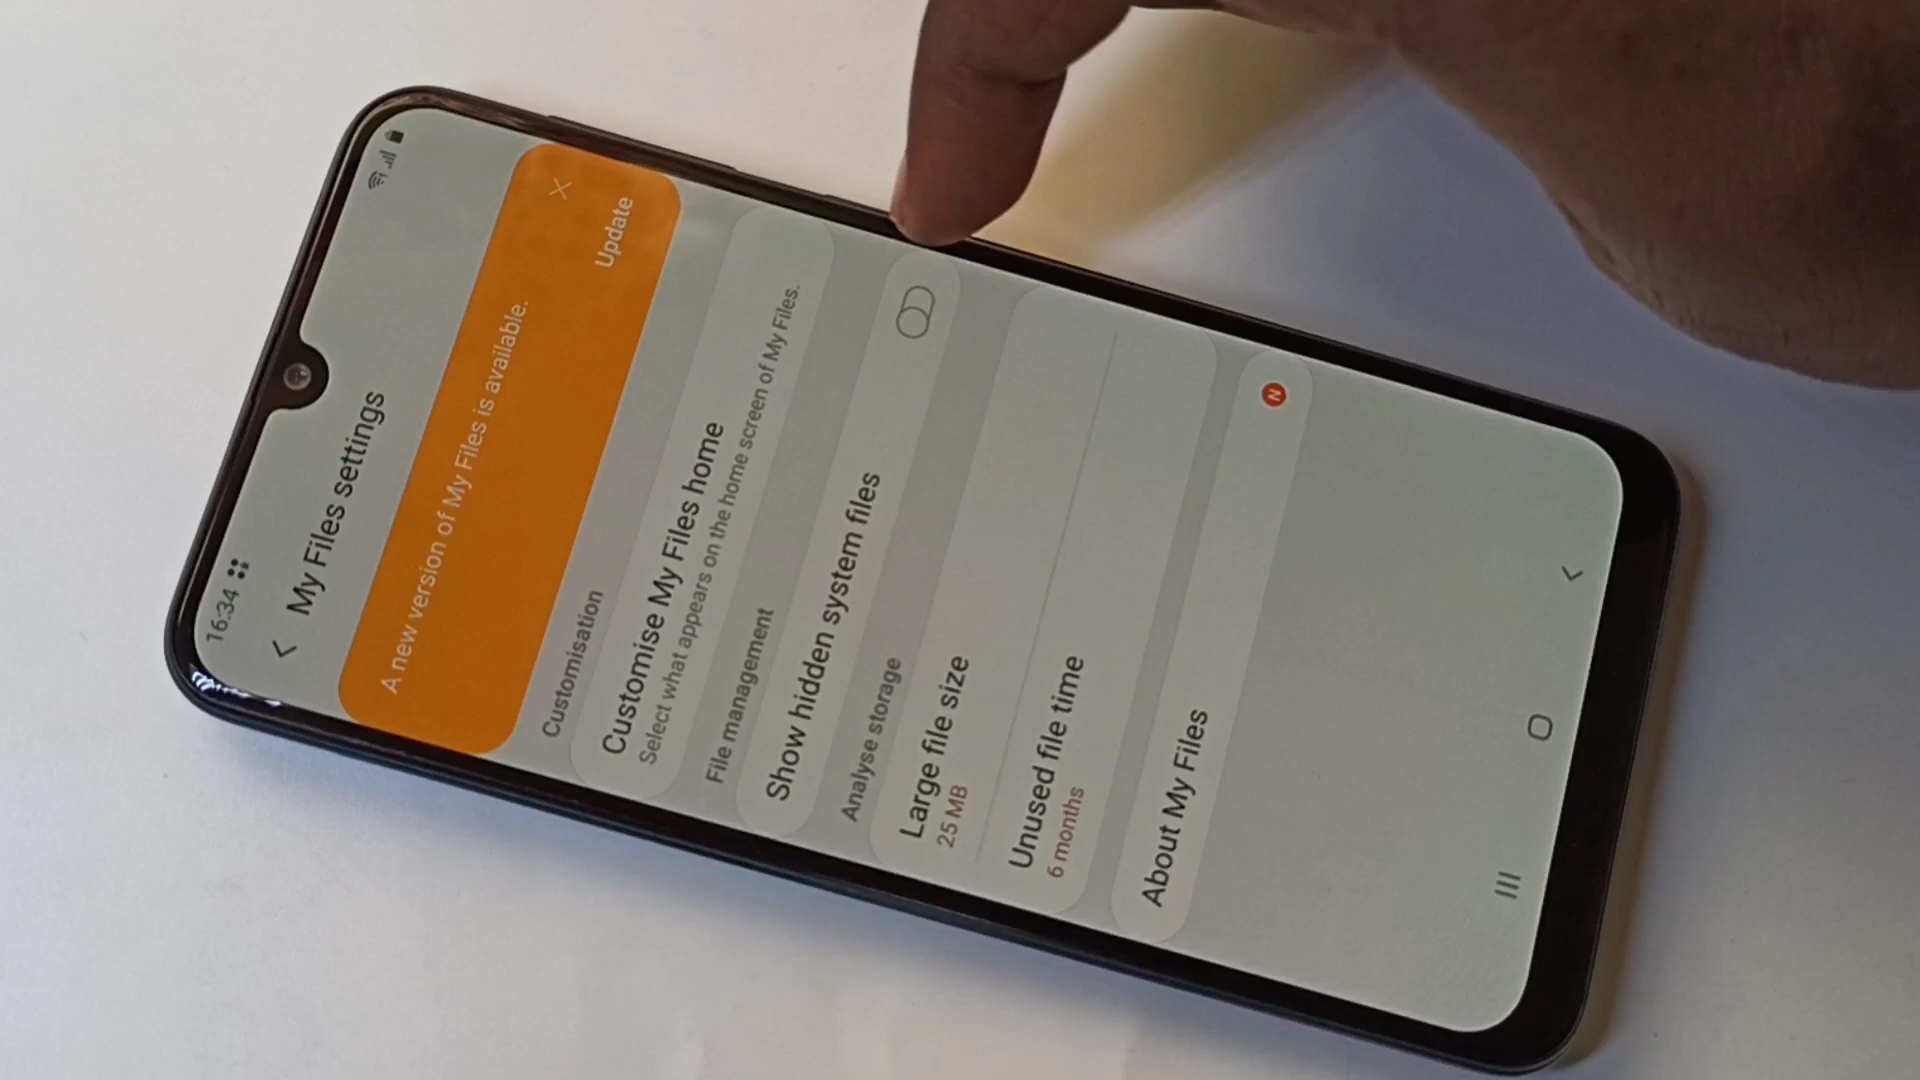 16:34
My Files settings
A new version of My Files is available.
Update
Customisation
Customise My Files home
Select what appears on the home screen of My Files.
File management
Show hidden system files
Analyse storage
Large file size
25 MB
Unused file time
6 months
About My Files
N